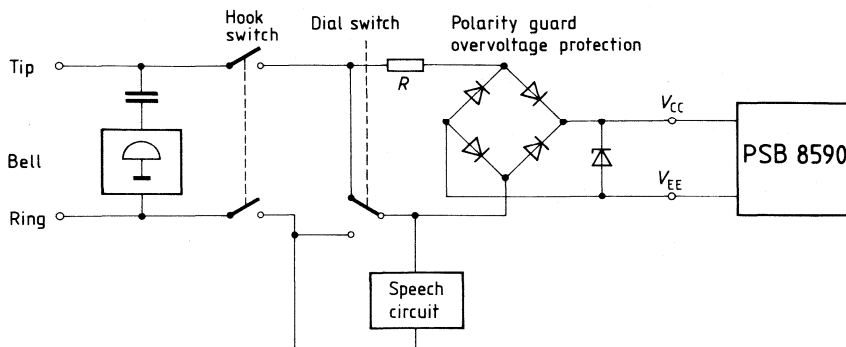 Hook
switch
Dial switch
Polarity guard
overvoltage protection
Tip
R
V_CC
Bell
PSB 8590
V_EE
Ring
Speech
circuit